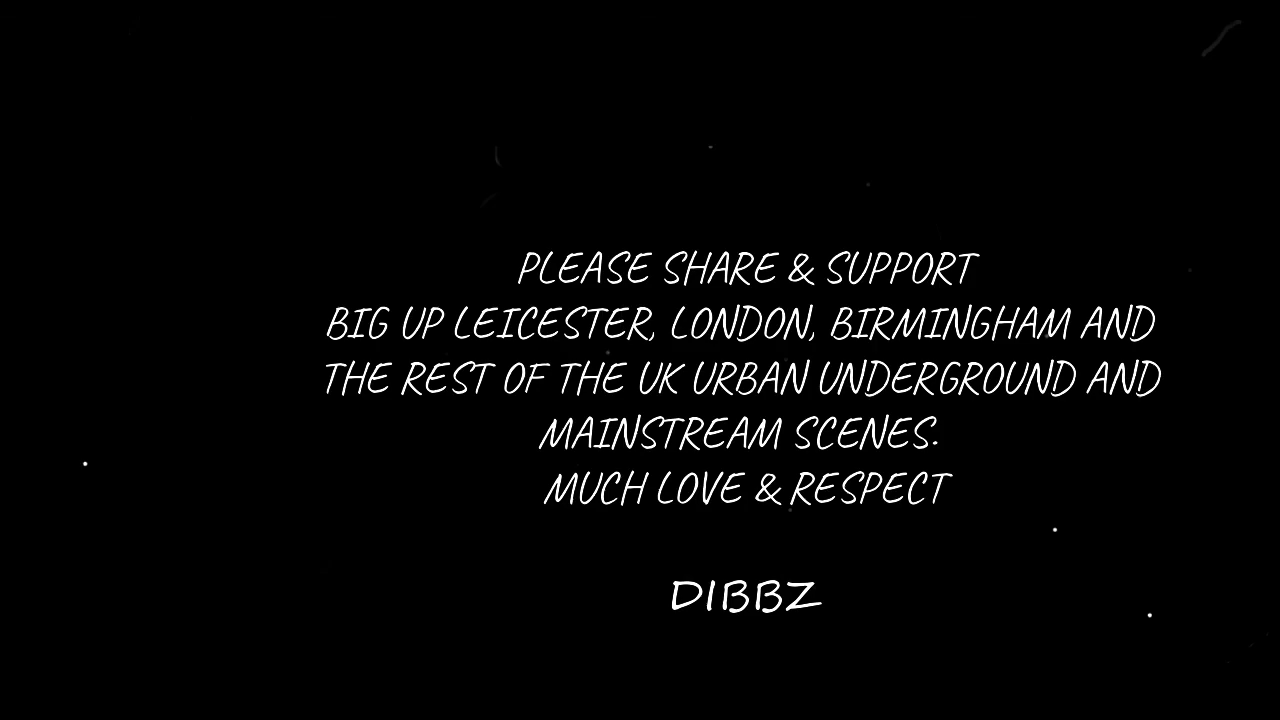 PLEASE SHARE & SUPPORT
BIG UP LEICESTER, LONDON, BIRMINGHAM AND
THE REST OF THE UK URBAN UNDERGROUND AND
MAINSTREAM SCENES.
MUCH LOVE & RESPECT
DIBBZ